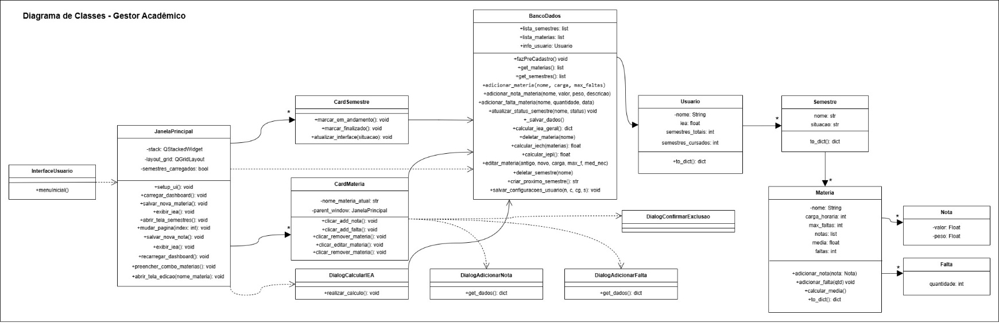 Diagrama de Classes - Gestor Acadêmico
InterfaceUsuario
+menuInicial()
JanelaPrincipal
-stack: QStackedWidget
-layout_grid: QGridLayout
-semestres_carregados: bool
+setup_ui(): void
+carregar_dashboard(): void
+salvar_nova_materia(): void
+exibir_iea(): void
+abrir_tela_semestres(): void
+mudar_pagina(index: int): void
+salvar_nova_nota(): void
+exibir_iea(): void
+recarregar_dashboard(): void
+preencher_combo_materias(): void
+abrir_tela_edicao(nome_materia): void
*
*
CardSemestre
+marcar_em_andamento(): void
+marcar_finalizado(): void
+atualizar_interface(situacao): void
CardMateria
-nome_materia_atual: str
-parent_window: JanelaPrincipal
+clicar_add_nota(): void
+clicar_add_falta(): void
+clicar_remover_materia(): void
+clicar_editar_materia(): void
+clicar_remover_materia(): void
DialogCalcularIEA
+realizar_calculo(): void
BancoDados
+lista_semestres: list
+lista_materias: list
+info_usuario: Usuario
+fazPreCadastro() void
+get_materias(): list
+get_semestres(): list
+adicionar_materia(nome, carga, max_faltas)
+adicionar_nota_materia(nome, valor, peso, descricao)
+adicionar_falta_materia(nome, quantidade, data)
+atualizar_status_semestre(nome, status) void
+_salvar_dados()
+calcular_iea_geral(): dict
+deletar_materia(nome)
+calcular_iech(materias): float
+calcular_iepl(): float
+editar_materia(antigo, novo, carga, max_f, med_nec)
+deletar_semestre(nome)
+criar_proximo_semestre(): str
+salvar_configuracoes_usuario(n, c, cg, s): void
DialogAdicionarNota
+get_dados(): dict
DialogAdicionarFalta
+get_dados(): dict
DialogConfirmarExclusao
Usuario
-nome: String
iea: float
semestres_totais: int
semestres_cursados: int
+to_dict(): dict
*
Semestre
nome: str
situacao: str
to_dict(): dict
*
Materia
-nome: String
carga_horaria: int
max_faltas: int
notas: list
media: float
faltas: int
+adicionar_nota(nota: Nota)
+adicionar_falta(qtd) void
+calcular_media()
+to_dict(): dict
*
Nota
-valor: Float
-peso: Float
*
Falta
quantidade: int